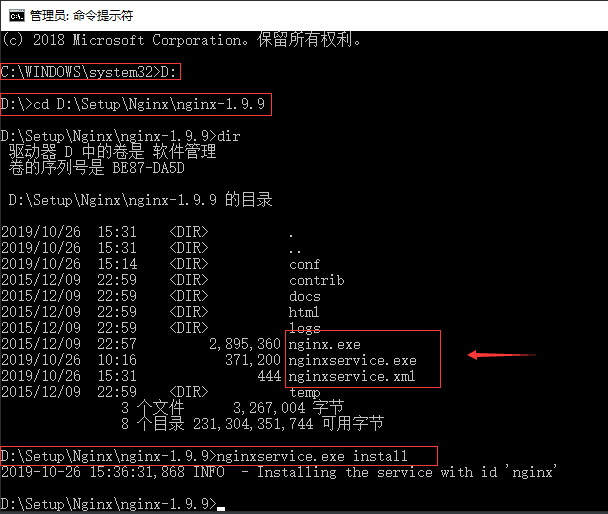 管理员: 命令提示符
(c) 2018 Microsoft Corporation。保留所有权利。
C:\WINDOWS\system32>D:
D:\>cd D:\Setup\Nginx\nginx-1.9.9
D:\Setup\Nginx\nginx-1.9.9>dir
驱动器 D 中的卷是 软件管理
卷的序列号是 BE87-DA5D
D:\Setup\Nginx\nginx-1.9.9 的目录
2019/10/26  15:31    <DIR>          .
2019/10/26  15:31    <DIR>          ..
2019/10/26  15:14    <DIR>          conf
2015/12/09  22:59    <DIR>          contrib
2015/12/09  22:59    <DIR>          docs
2015/12/09  22:59    <DIR>          html
2015/12/09  22:59    <DIR>          logs
2015/12/09  22:57         2,895,360 nginx.exe
2019/10/26  10:16           371,200 nginxservice.exe
2019/10/26  15:31               444 nginxservice.xml
2015/12/09  22:59    <DIR>          temp
3 个文件      3,267,004 字节
8 个目录 231,304,351,744 可用字节
D:\Setup\Nginx\nginx-1.9.9>nginxservice.exe install
2019-10-26 15:36:31,868 INFO  - Installing the service with id 'nginx'
D:\Setup\Nginx\nginx-1.9.9>